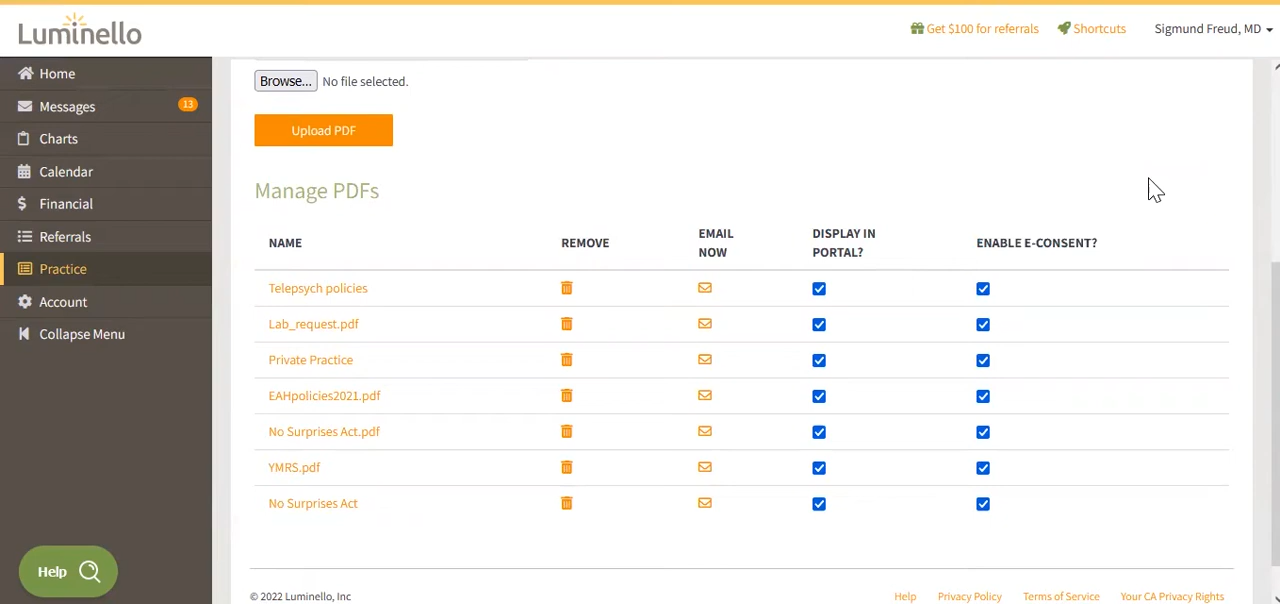 Luminello
Get $100 for referrals
Shortcuts
Sigmund Freud, MD
Home
Messages 13
Charts
Calendar
Financial
Referrals
Practice
Account
Collapse Menu
Help
Browse... No file selected.
Upload PDF
Manage PDFs
NAME
REMOVE
EMAIL
NOW
DISPLAY IN
PORTAL?
ENABLE E-CONSENT?
Telepsych policies
Lab_request.pdf
Private Practice
EAHpolicies2021.pdf
No Surprises Act.pdf
YMRS.pdf
No Surprises Act
© 2022 Luminello, Inc
Help
Privacy Policy
Terms of Service
Your CA Privacy Rights